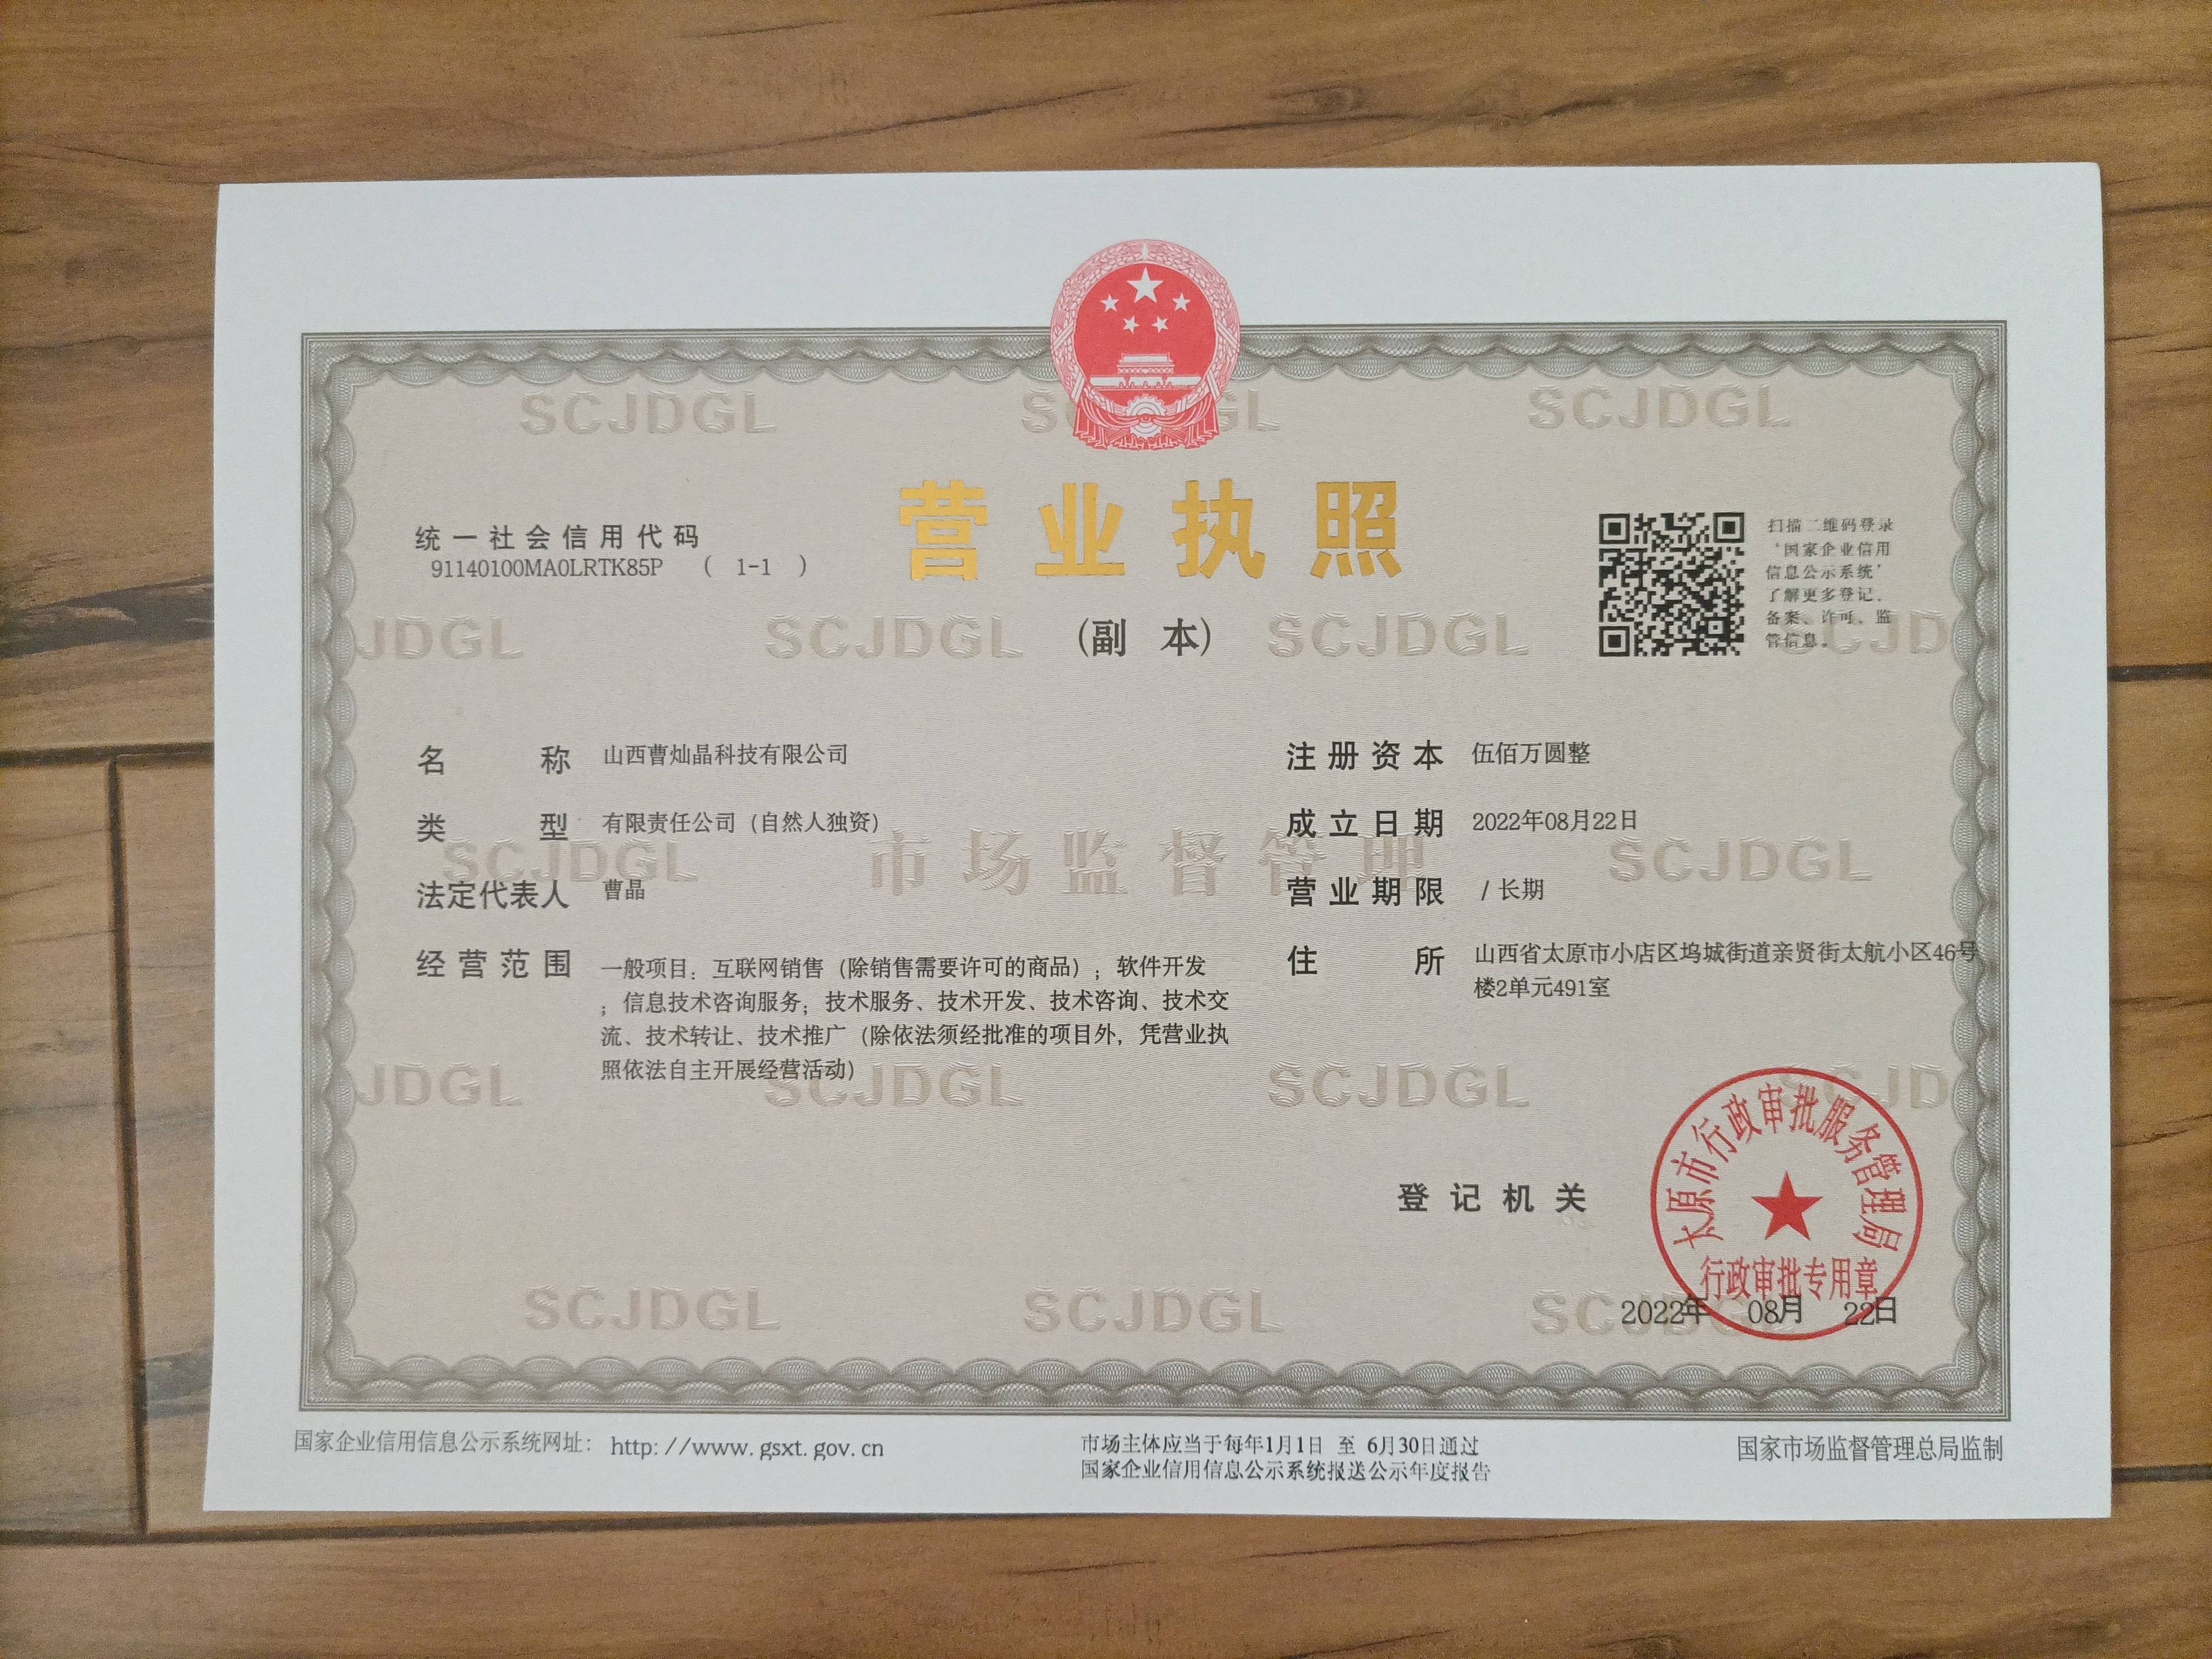 营业执照
(副 本)
统一社会信用代码
91140100MA0LRTK85P ( 1-1 )
扫描二维码登录
'国家企业信用
信息公示系统'
了解更多登记、
备案、许可、监
管信息。
名称 山西曹灿晶科技有限公司
类型 有限责任公司（自然人独资）
法定代表人 曹晶
经营范围 一般项目：互联网销售（除销售需要许可的商品）；软件开发
；信息技术咨询服务；技术服务、技术开发、技术咨询、技术交
流、技术转让、技术推广（除依法须经批准的项目外，凭营业执
照依法自主开展经营活动）
注册资本 伍佰万圆整
成立日期 2022年08月22日
营业期限 / 长期
住所 山西省太原市小店区坞城街道亲贤街太航小区46号
楼2单元491室
登记机关
太原市行政审批服务管理局
行政审批专用章
2022年 08月 22日
SCJDGL
SCJDGL
SCJDGL
JDGL
SCJDGL
SCJDGL
SCJD
SCJDGL
市场监督管理
SCJDGL
JDGL
SCJDGL
SCJDGL
SCJD
SCJDGL
SCJDGL
SCJDGL
国家企业信用信息公示系统网址： http://www.gsxt.gov.cn
市场主体应当于每年1月1日 至 6月30日通过
国家企业信用信息公示系统报送公示年度报告
国家市场监督管理总局监制